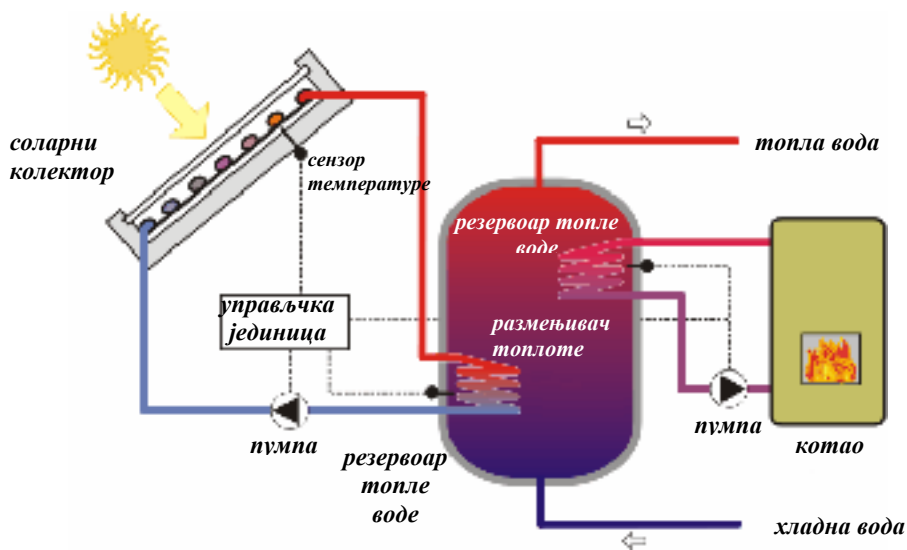 соларни
колектор
сензор
температуре
топла вода
резервоар топле
воде
управљчка
јединица
размењивач
топлоте
пумпа
резервоар
топле
воде
пумпа
котао
хладна вода